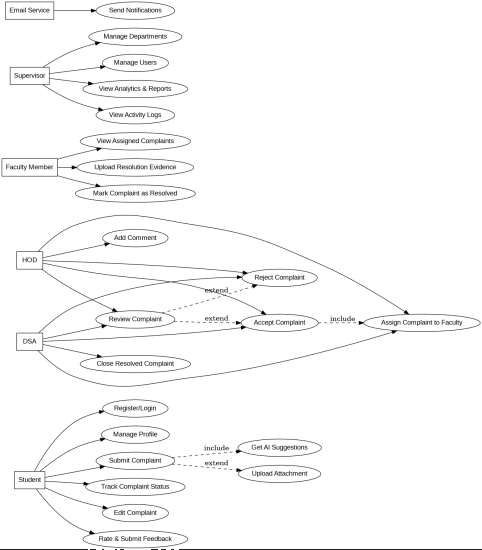 Email Service
Send Notifications
Manage Departments
Manage Users
Supervisor
View Analytics & Reports
View Activity Logs
View Assigned Complaints
Faculty Member
Upload Resolution Evidence
Mark Complaint as Resolved
Add Comment
HOD
Reject Complaint
extend
Review Complaint
extend
Accept Complaint
include
Assign Complaint to Faculty
DSA
Close Resolved Complaint
Register/Login
Manage Profile
Submit Complaint
include
Get AI Suggestions
extend
Upload Attachment
Student
Track Complaint Status
Edit Complaint
Rate & Submit Feedback